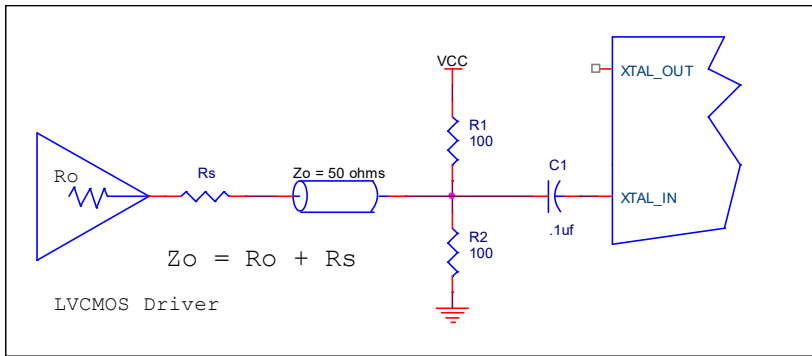 VCC
XTAL_OUT
R1
100
Ro
Rs
Zo = 50 ohms
C1
XTAL_IN
.1uf
R2
100
Zo = Ro + Rs
LVCMOS Driver